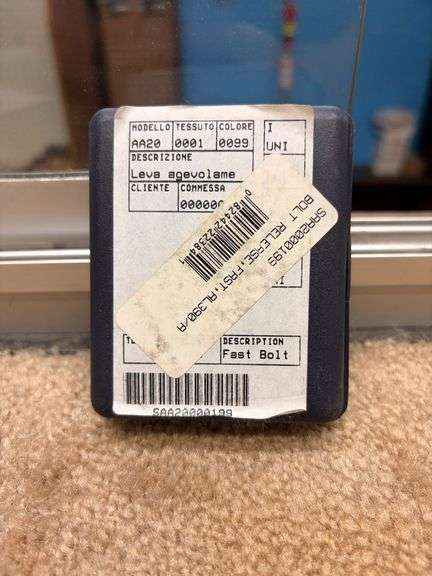 MODELLO TESSUTO COLORE I
AA20 0001 0099 UNI
DESCRIZIONE
Leva agevolame
CLIENTE COMMESSA
SAA20000199
BOLT RELEASE,FAST,AL390/A
DESCRIPTION
Fast Bolt
SAA20000199